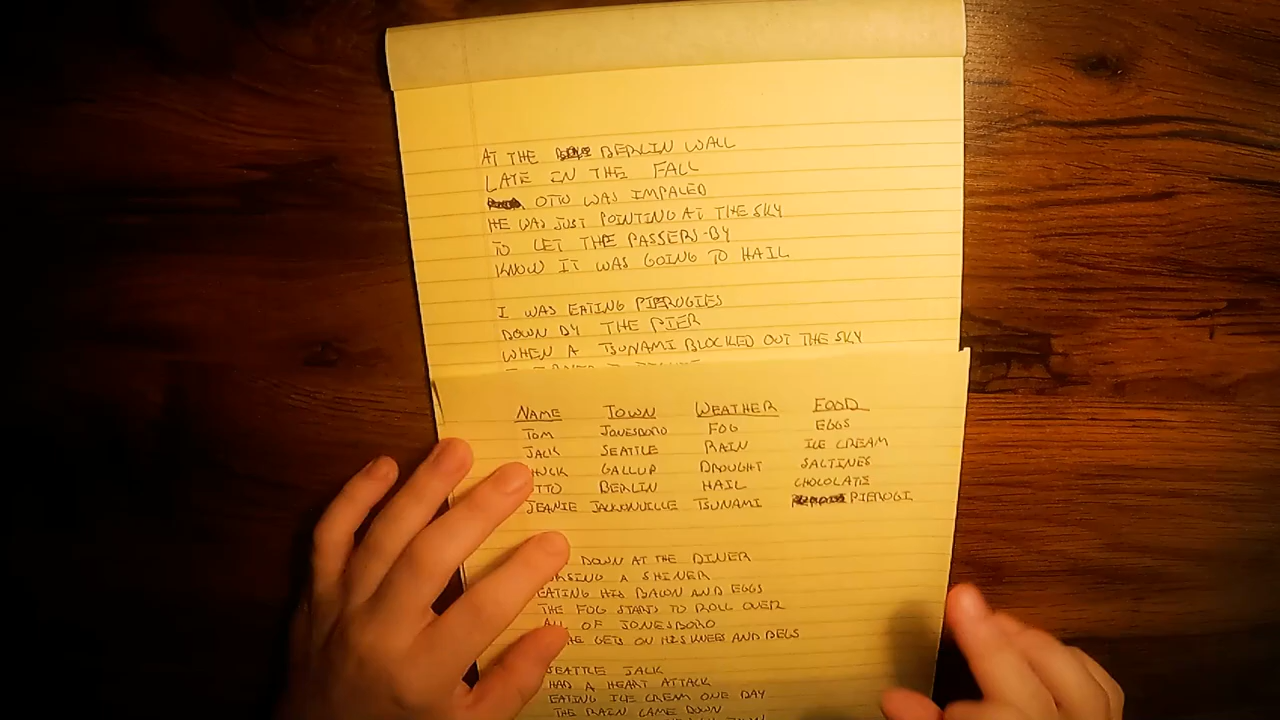 AT THE BERLIN WALL
LATE IN THE FALL
OTTO WAS IMPALED
HE WAS JUST POINTING AT THE SKY
TO LET THE PASSERS-BY
KNOW IT WAS GOING TO HAIL
I WAS EATING PIEROGIES
DOWN BY THE PIER
WHEN A TSUNAMI BLOCKED OUT THE SKY
NAME TOWN WEATHER FOOD
TOM JONESBORO FOG EGGS
JACK SEATTLE RAIN ICE CREAM
HUCK GALLUP DROUGHT SALTINES
OTTO BERLIN HAIL CHOCOLATE
JEANIE JACKSONVILLE TSUNAMI PIEROGI
DOWN AT THE DINER
A SHINER
EATING HIS BACON AND EGGS
THE FOG STARTS TO ROLL OVER
ALL OF JONESBORO
HE GETS ON HIS KNEES AND BEGS
SEATTLE JACK
HAD A HEART ATTACK
EATING ICE CREAM ONE DAY
THE RAIN CAME DOWN